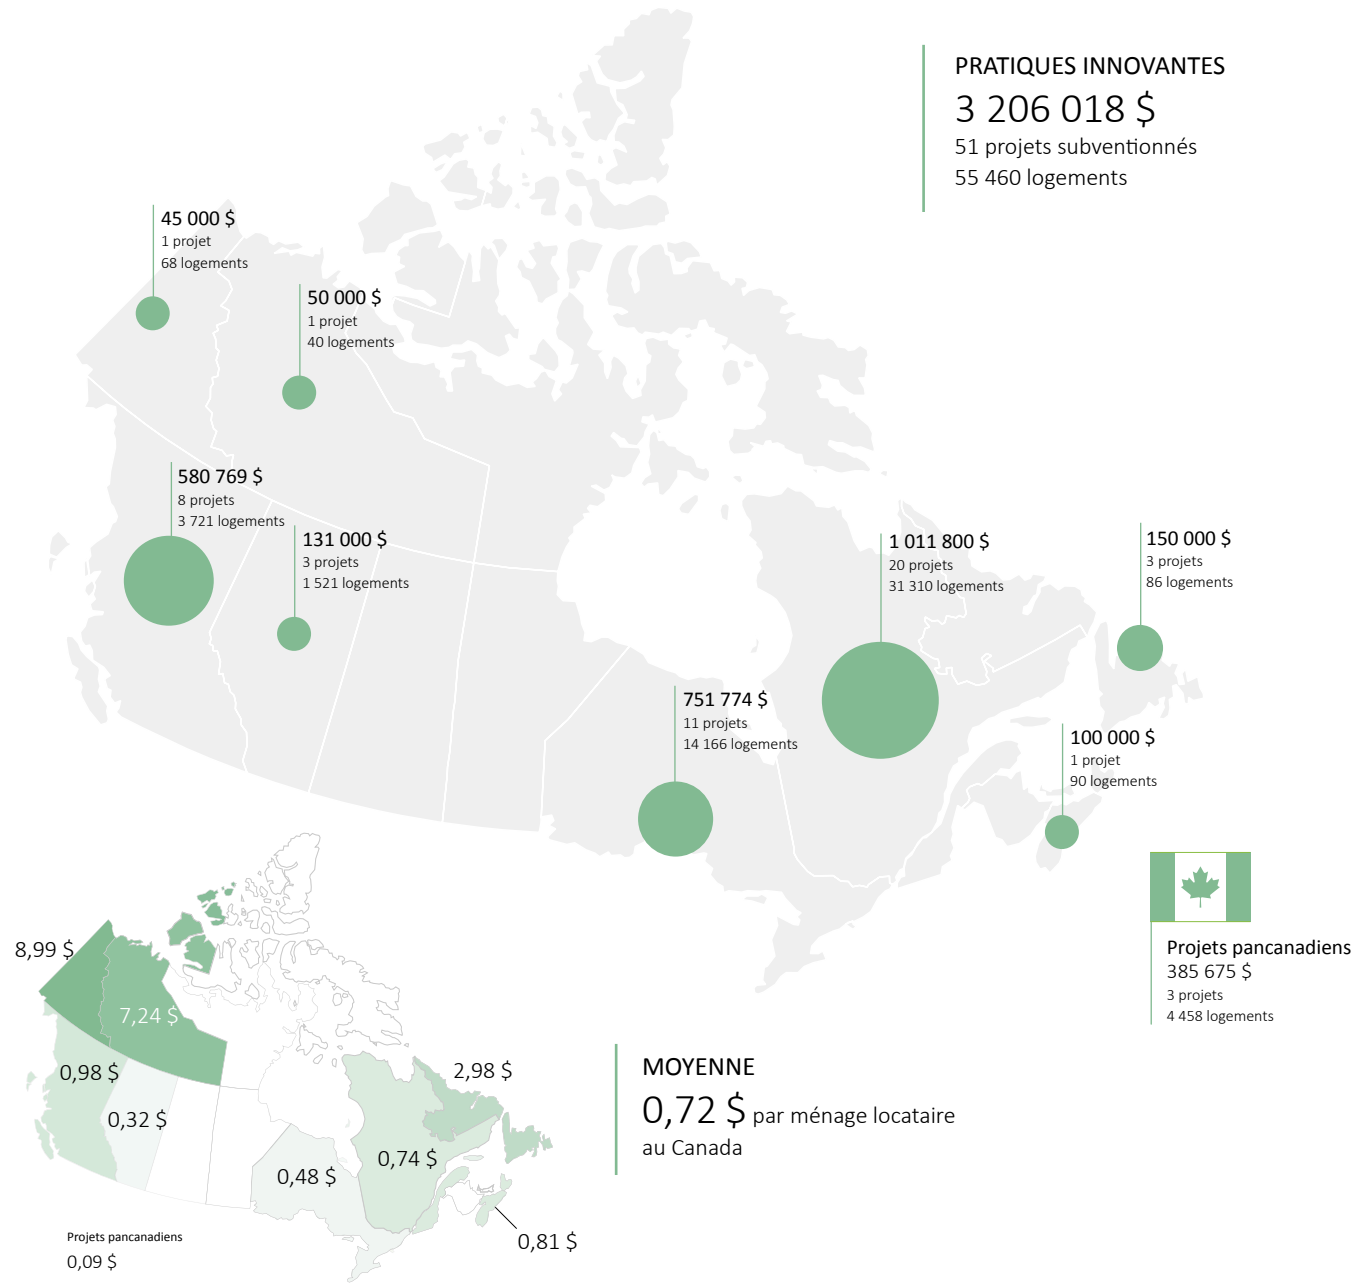 PRATIQUES INNOVANTES
3 206 018 $
51 projets subventionnés
55 460 logements
45 000 $
1 projet
68 logements
50 000 $
1 projet
40 logements
580 769 $
8 projets
3 721 logements
131 000 $
3 projets
1 521 logements
1 011 800 $
20 projets
31 310 logements
150 000 $
3 projets
86 logements
751 774 $
11 projets
14 166 logements
100 000 $
1 projet
90 logements
Projets pancanadiens
385 675 $
3 projets
4 458 logements
8,99 $
7,24 $
0,98 $
0,32 $
0,48 $
0,74 $
2,98 $
0,81 $
Projets pancanadiens
0,09 $
MOYENNE
0,72 $ par ménage locataire
au Canada